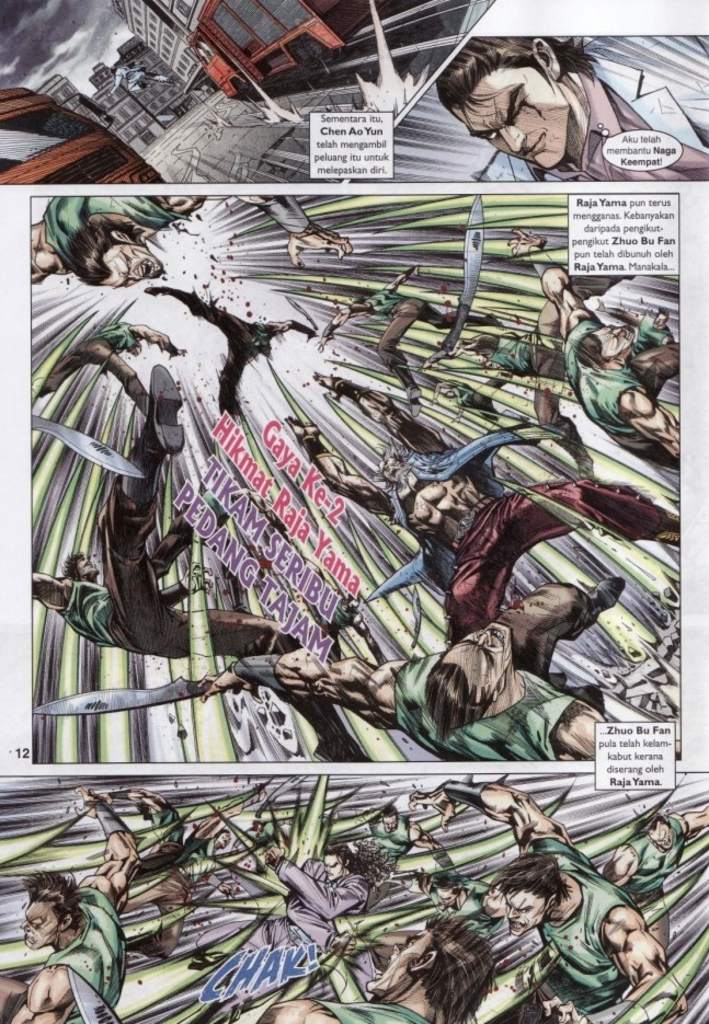 Sementara itu,
Chen Ao Yun
telah mengambil
peluang itu untuk
melepaskan diri.
Aku telah
membantu Naga
Keempat!
Raja Yama pun terus
mengganas. Kebanyakan
daripada pengikut-
pengikut Zhuo Bu Fan
telah dibunuh oleh
Raja Yama. Manakala...
Gaya Ke-2
Hikmat Raja Yama
TIKAM SERIBU
PEDANG TAJAM
...Zhuo Bu Fan
pula telah kelam-
kabut kerana
diserang oleh
Raja Yama.
12
CHAK!